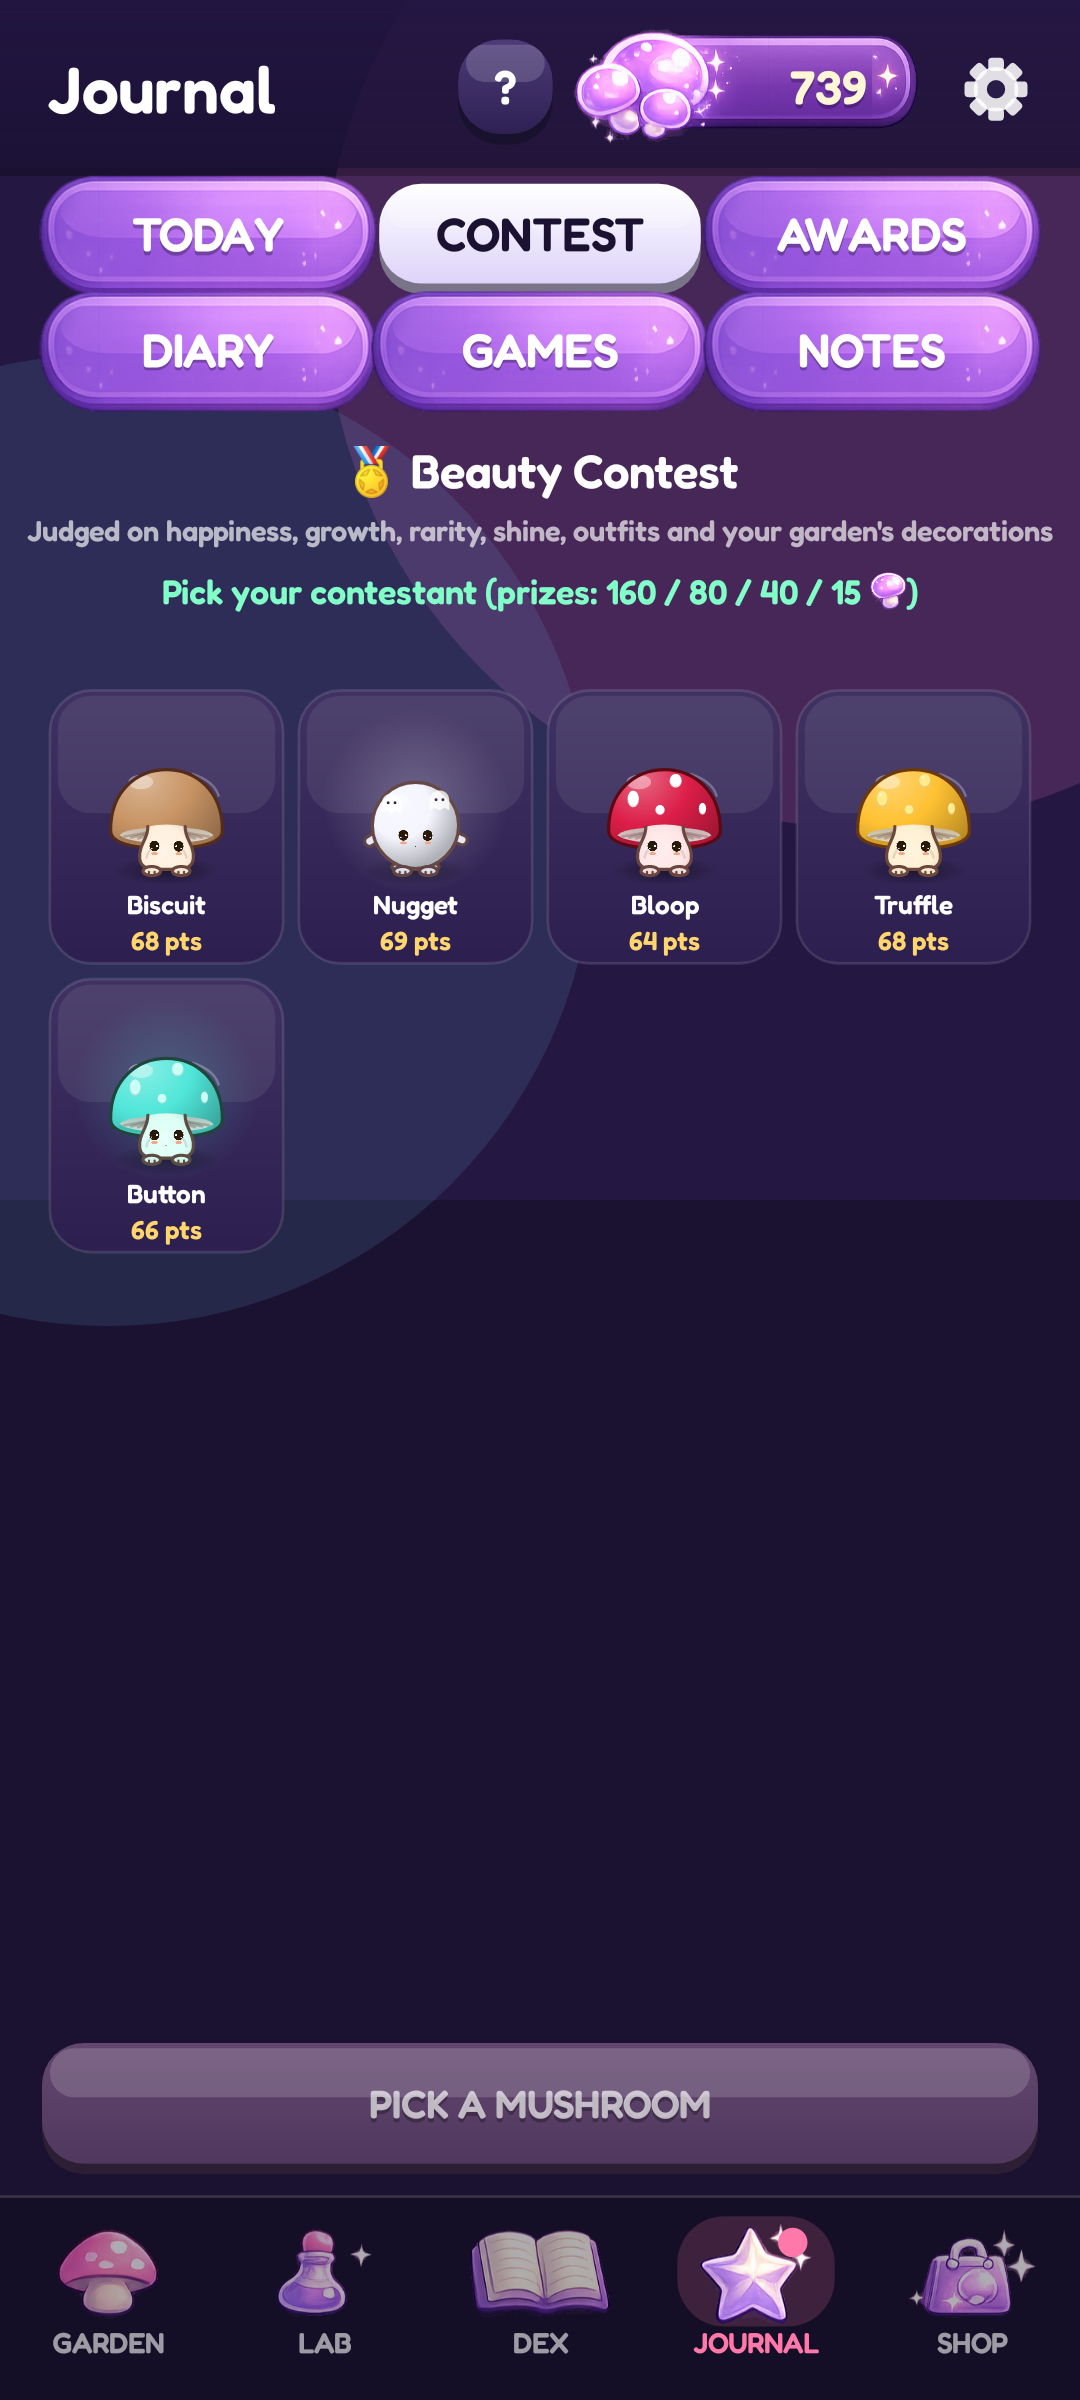 Journal
?
739
TODAY
CONTEST
AWARDS
DIARY
GAMES
NOTES
Beauty Contest
Judged on happiness, growth, rarity, shine, outfits and your garden's decorations
Pick your contestant (prizes: 160 / 80 / 40 / 15 )
Biscuit
68 pts
Nugget
69 pts
Bloop
64 pts
Truffle
68 pts
Button
66 pts
PICK A MUSHROOM
GARDEN
LAB
DEX
JOURNAL
SHOP